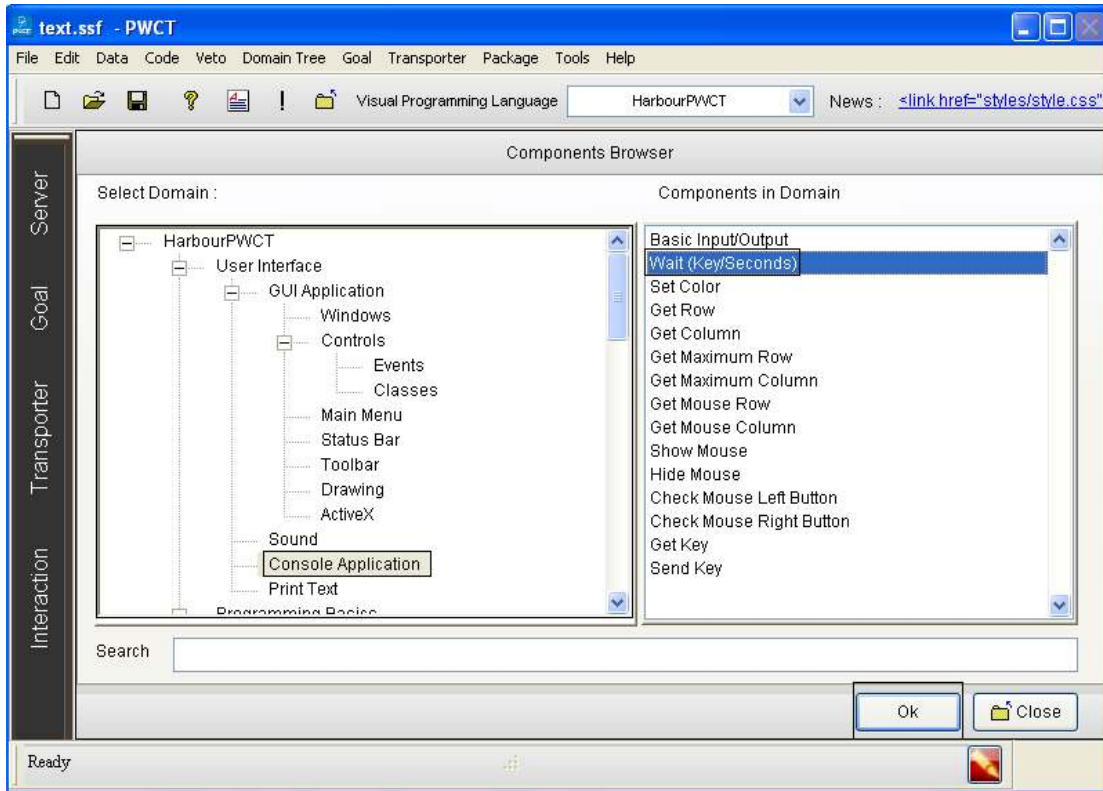 text.ssf - PWCT
File Edit Data Code Veto Domain Tree Goal Transporter Package Tools Help
Visual Programming Language HarbourPWCT News : <link href="styles/style.css"
Server
Goal
Transporter
Interaction
Components Browser
Select Domain :
HarbourPWCT
User Interface
GUI Application
Windows
Controls
Events
Classes
Main Menu
Status Bar
Toolbar
Drawing
ActiveX
Sound
Console Application
Print Text
Programming Basics
Components in Domain
Basic Input/Output
Wait (Key/Seconds)
Set Color
Get Row
Get Column
Get Maximum Row
Get Maximum Column
Get Mouse Row
Get Mouse Column
Show Mouse
Hide Mouse
Check Mouse Left Button
Check Mouse Right Button
Get Key
Send Key
Search
Ok Close
Ready